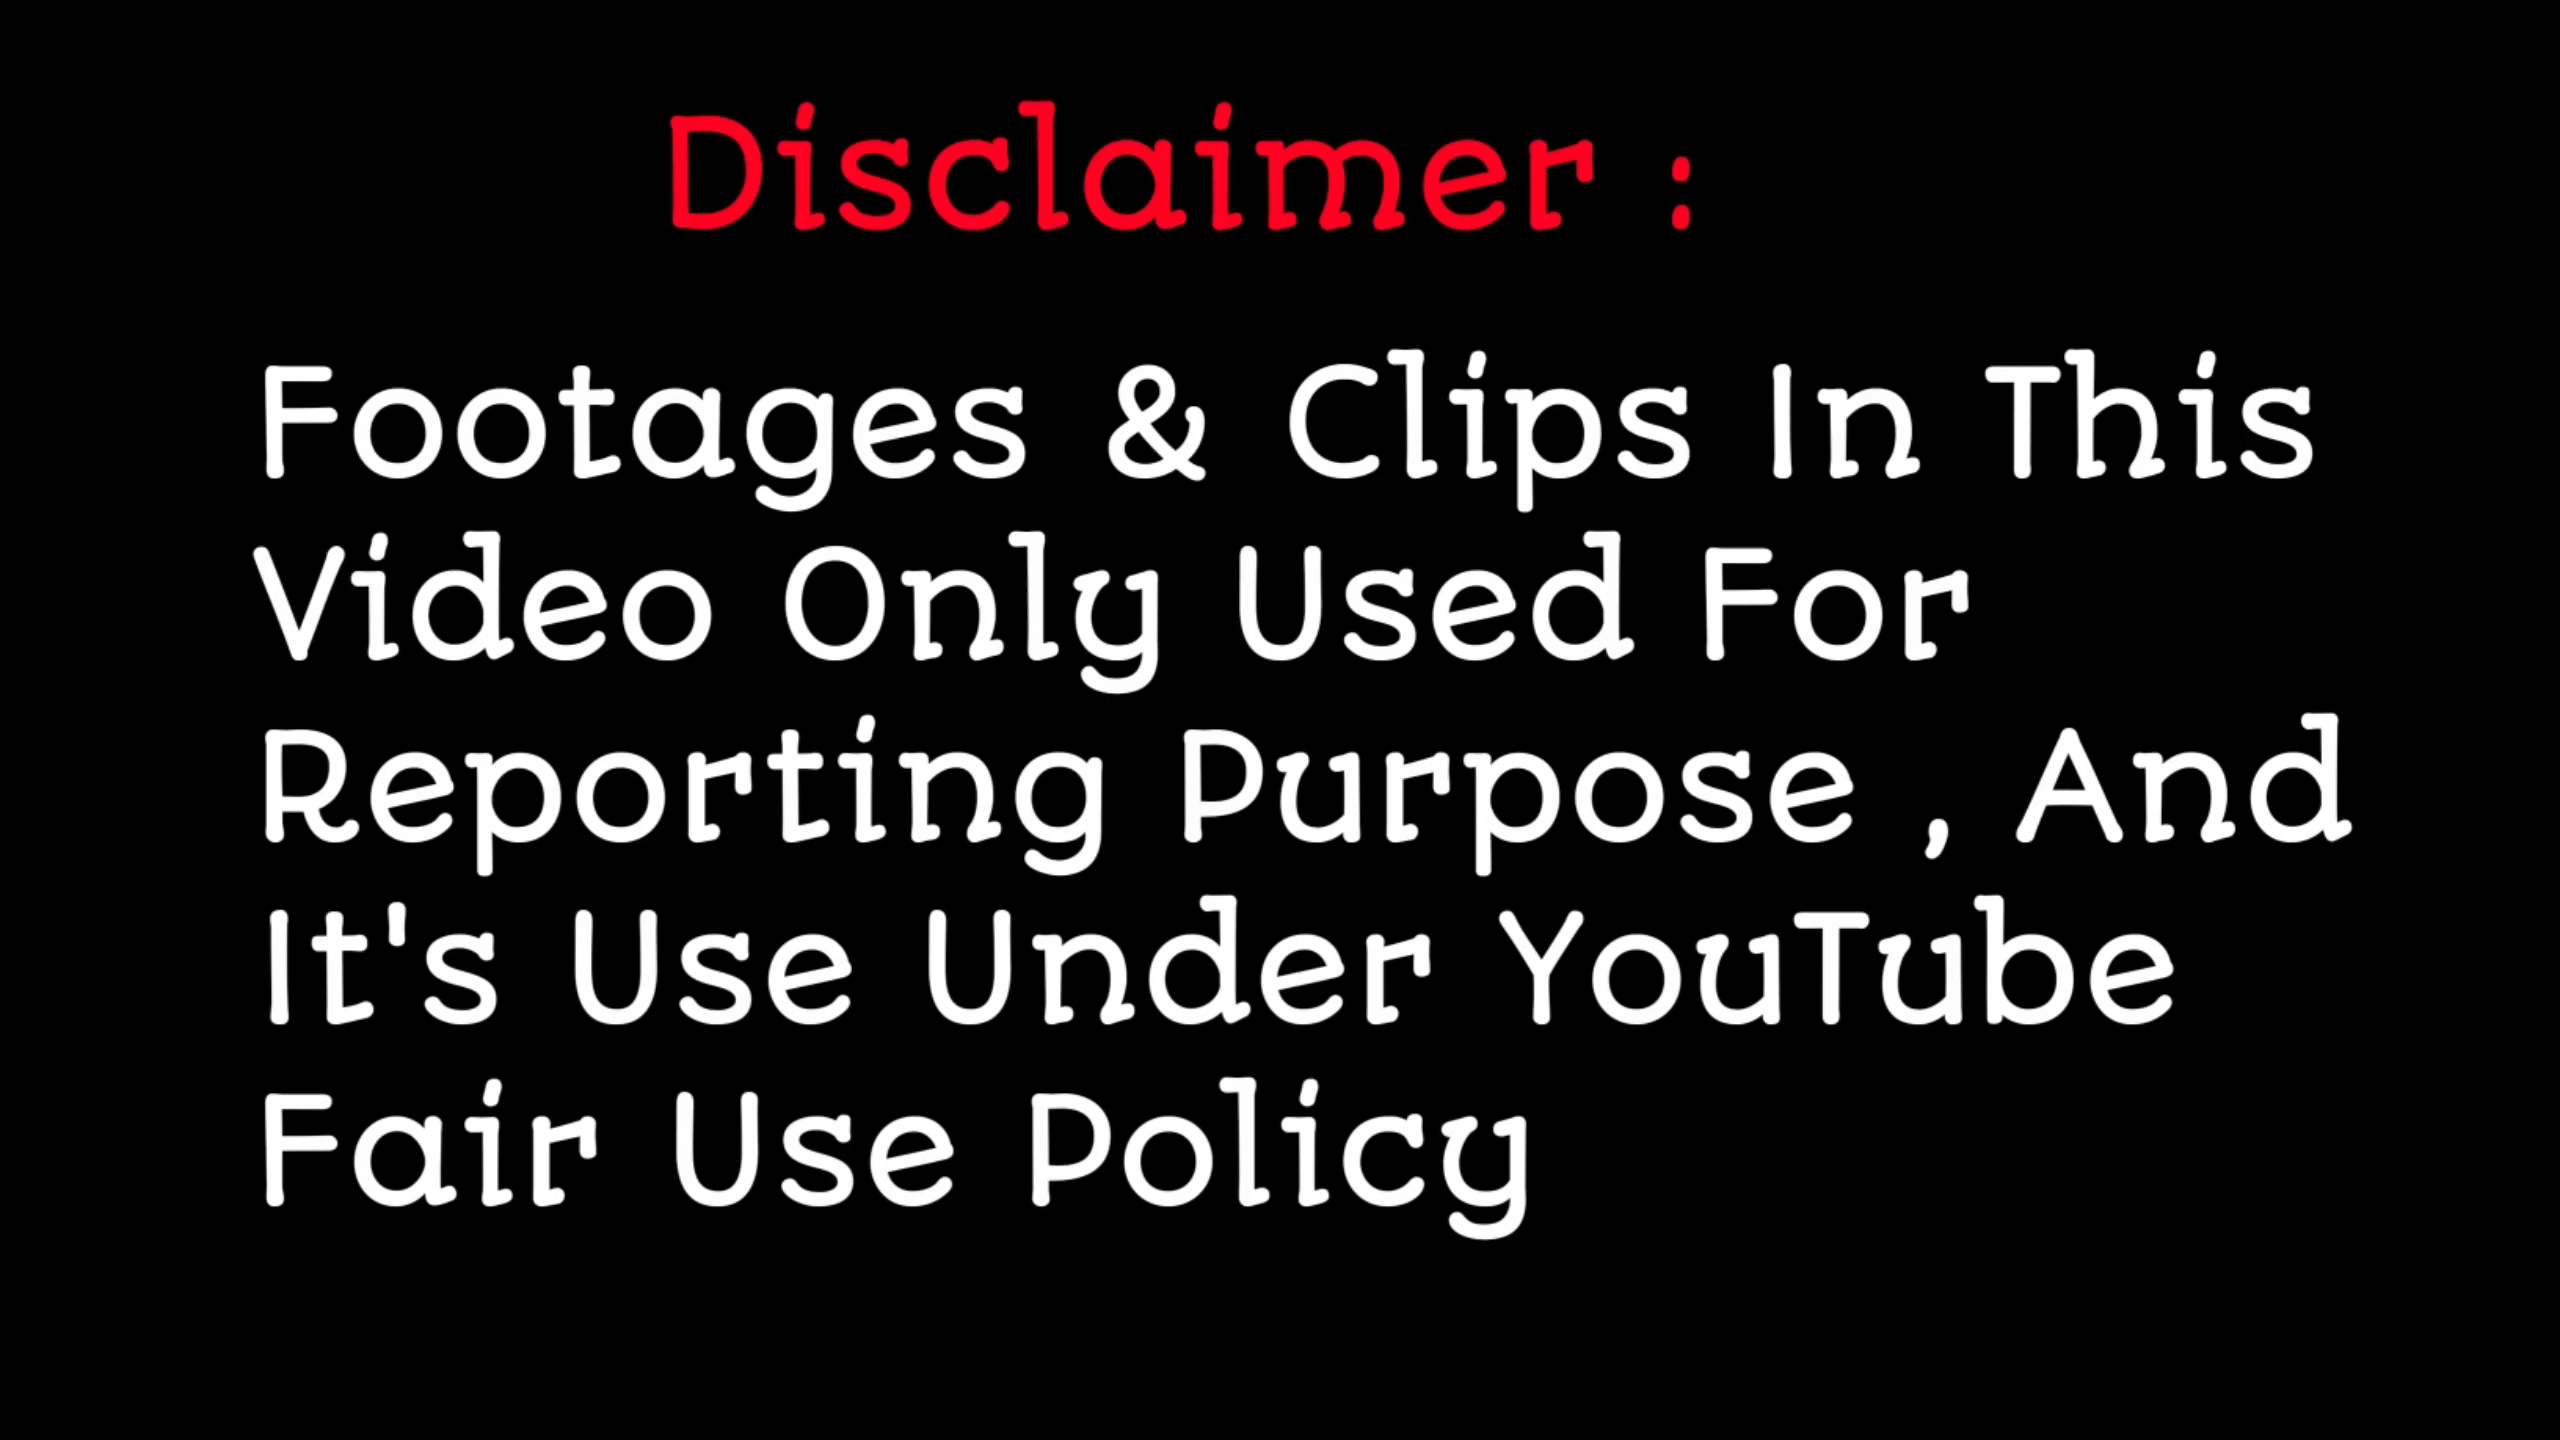 Disclaimer :
Footages & Clips In This
Video Only Used For
Reporting Purpose , And
It's Use Under YouTube
Fair Use Policy